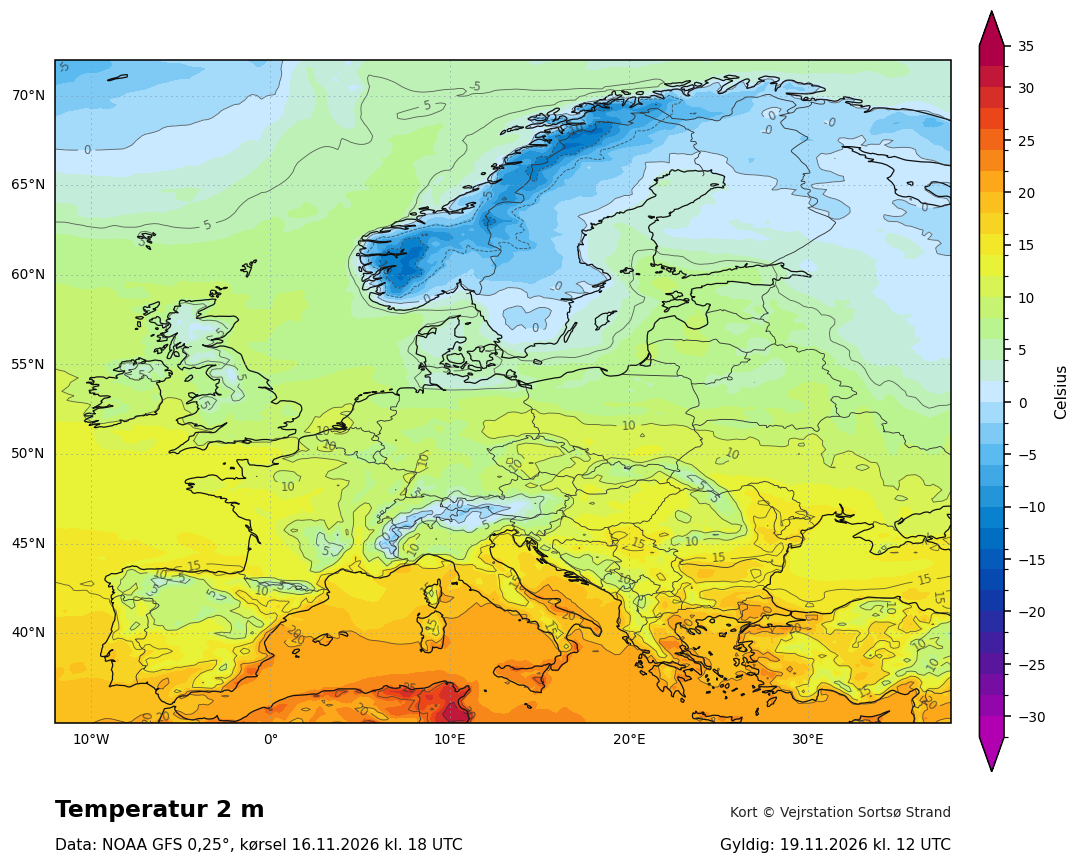 35
30
25
20
15
10
5
0
−5
−10
−15
−20
−25
−30
Celsius
70°N
65°N
60°N
55°N
50°N
45°N
40°N
10°W
0°
10°E
20°E
30°E
Temperatur 2 m
Kort © Vejrstation Sortsø Strand
Data: NOAA GFS 0,25°, kørsel 16.11.2026 kl. 18 UTC
Gyldig: 19.11.2026 kl. 12 UTC